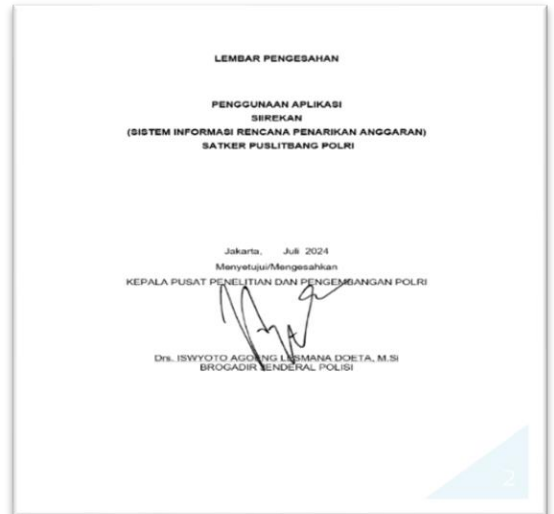 LEMBAR PENGESAHAN
PENGGUNAAN APLIKASI
SIIREKAN
(SISTEM INFORMASI RENCANA PENARIKAN ANGGARAN)
SATKER PUSLITBANG POLRI
Jakarta, Juli 2024
Menyetujui/Mengesahkan
KEPALA PUSAT PENELITIAN DAN PENGEMBANGAN POLRI
Drs. ISWYOTO AGOENG LESMANA DOETA, M.Si
BROGADIR JENDERAL POLISI
2